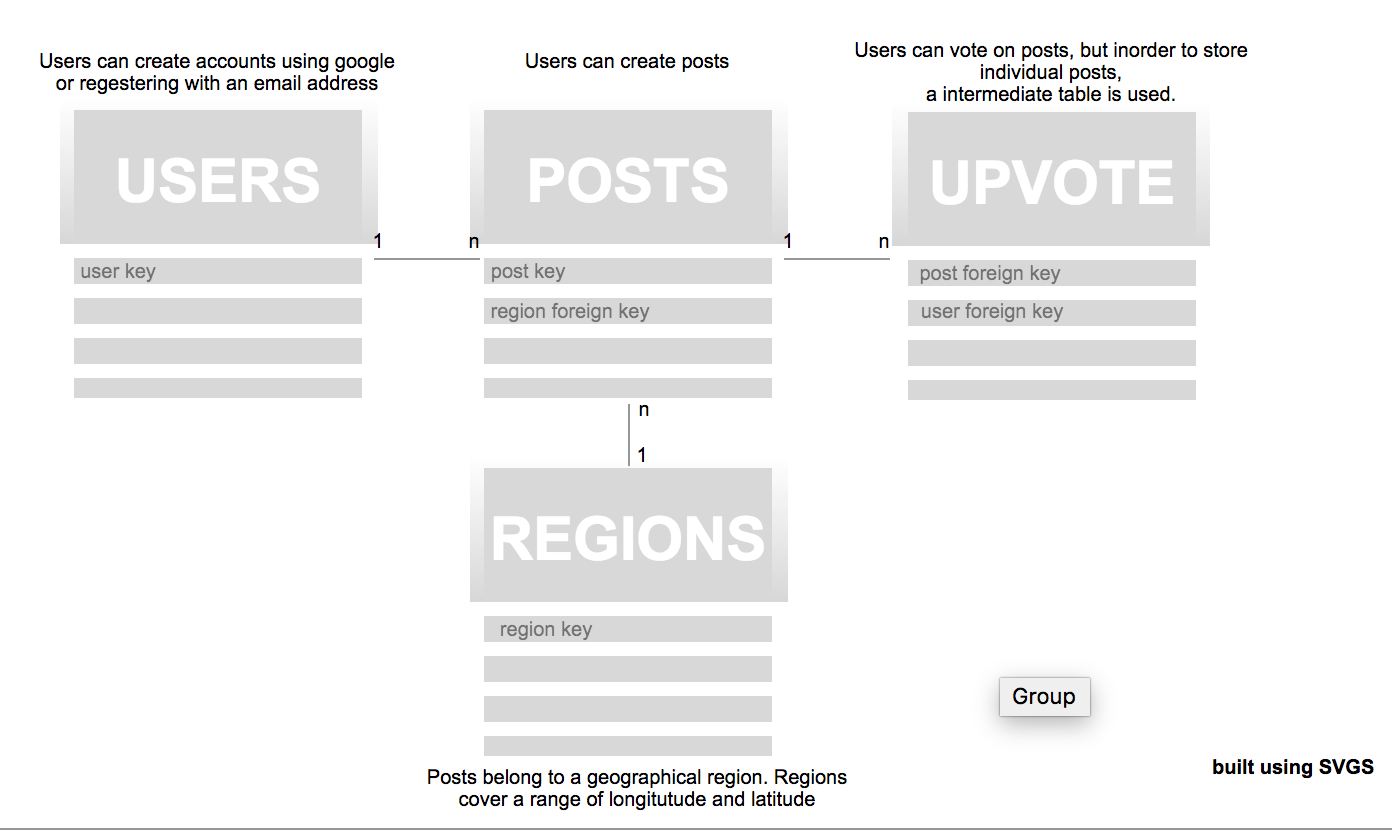 Users can create accounts using google
or regestering with an email address
USERS
user key
1
n
Users can create posts
POSTS
post key
region foreign key
1
n
Users can vote on posts, but inorder to store
individual posts,
a intermediate table is used.
UPVOTE
post foreign key
user foreign key
n
1
REGIONS
region key
Posts belong to a geographical region. Regions
cover a range of longitutude and latitude
Group
built using SVGS